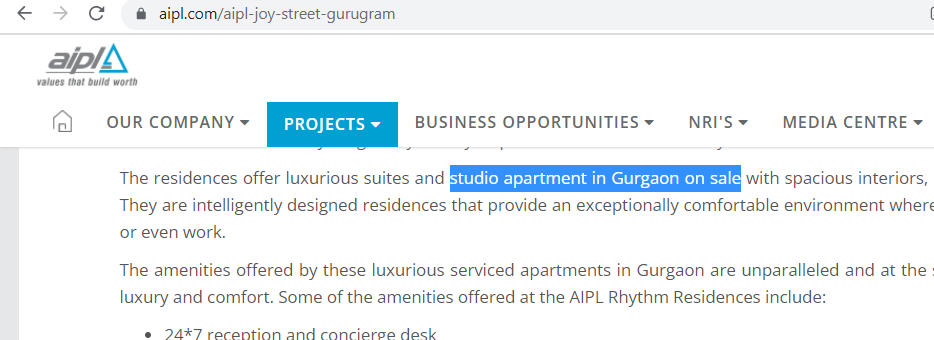 aipl.com/aipl-joy-street-gurugram
aipl
values that build worth
OUR COMPANY PROJECTS BUSINESS OPPORTUNITIES NRI'S MEDIA CENTRE
The residences offer luxurious suites and studio apartment in Gurgaon on sale with spacious interiors,
They are intelligently designed residences that provide an exceptionally comfortable environment where
or even work.
The amenities offered by these luxurious serviced apartments in Gurgaon are unparalleled and at the
luxury and comfort. Some of the amenities offered at the AIPL Rhythm Residences include:
• 24*7 reception and concierge desk